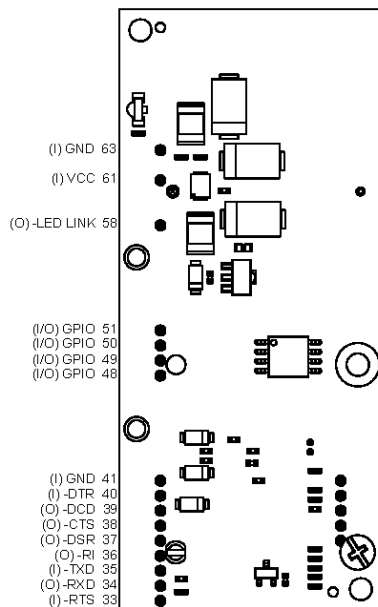 (I) GND 63
(I) VCC 61
(O) -LED LINK 58
(I/O) GPIO 51
(I/O) GPIO 50
(I/O) GPIO 49
(I/O) GPIO 48
(I) GND 41
(I) -DTR 40
(O) -DCD 39
(O) -CTS 38
(O) -DSR 37
(O) -RI 36
(I) -TXD 35
(O) -RXD 34
(I) -RTS 33